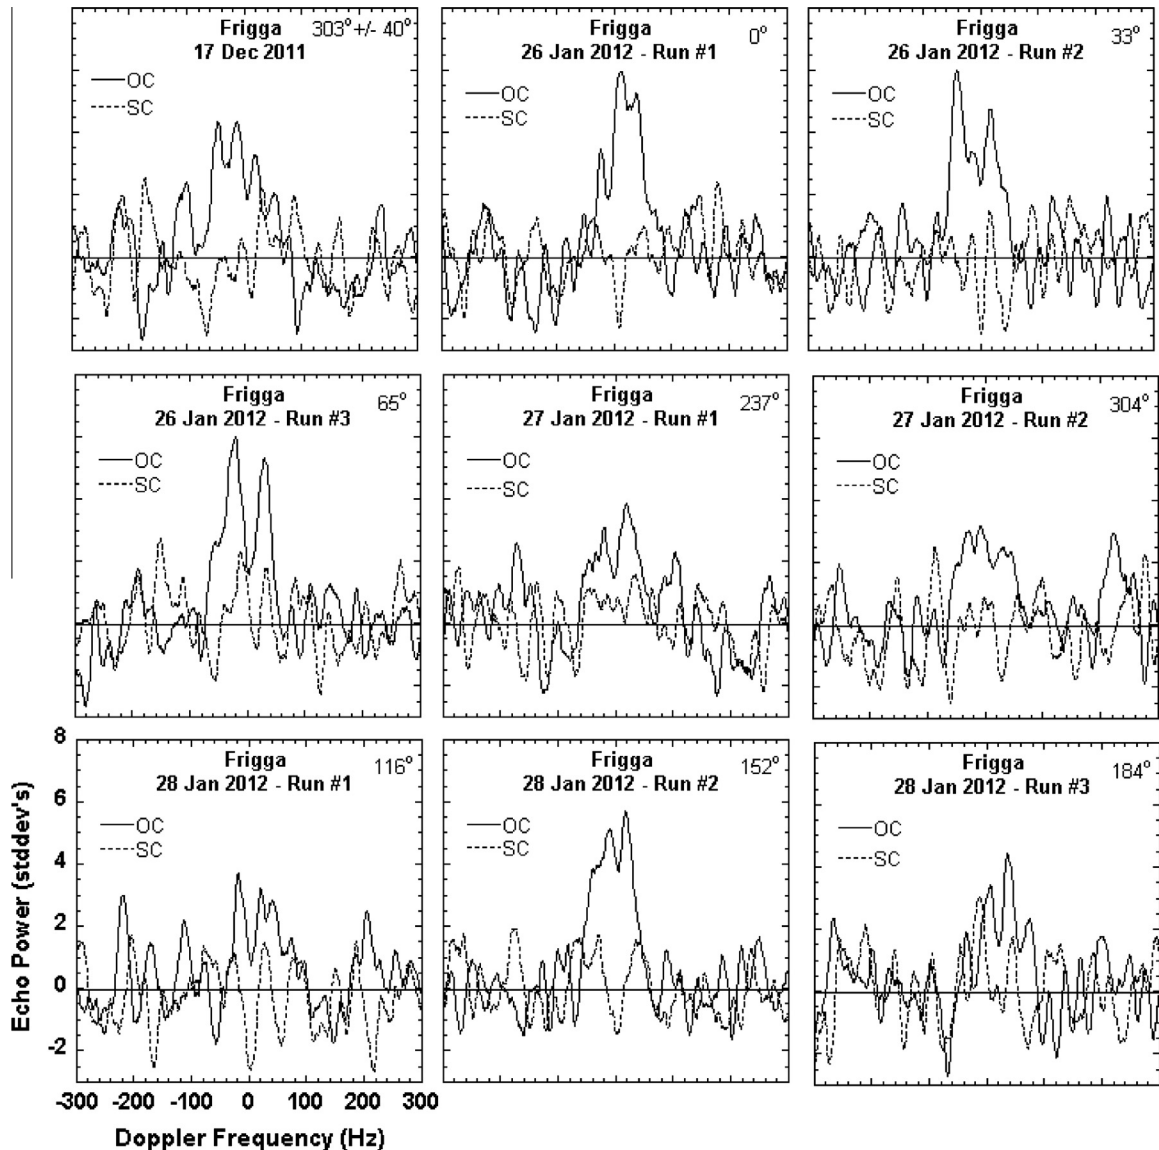 Frigga
17 Dec 2011
303° +/- 40°
OC
SC
Frigga
26 Jan 2012 - Run #1
0°
OC
SC
Frigga
26 Jan 2012 - Run #2
33°
OC
SC
Frigga
26 Jan 2012 - Run #3
65°
OC
SC
Frigga
27 Jan 2012 - Run #1
237°
OC
SC
Frigga
27 Jan 2012 - Run #2
304°
OC
SC
Frigga
28 Jan 2012 - Run #1
116°
OC
SC
Frigga
28 Jan 2012 - Run #2
152°
OC
SC
Frigga
28 Jan 2012 - Run #3
184°
OC
SC
8
6
4
2
0
-2
Echo Power (stddev's)
-300 -200 -100 0 100 200 300
Doppler Frequency (Hz)